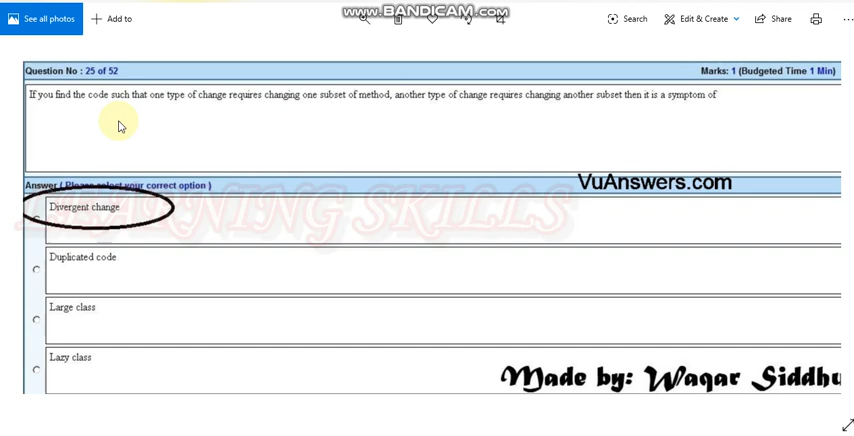 www.BANDICAM.com
See all photos
Add to
Search
Edit & Create
Share
Question No : 25 of 52
Marks: 1 (Budgeted Time 1 Min)
If you find the code such that one type of change requires changing one subset of method, another type of change requires changing another subset then it is a symptom of
Answer ( Please select your correct option )
VuAnswers.com
LEARNING SKILLS
Divergent change
Duplicated code
Large class
Lazy class
Made by: Waqar Siddhu